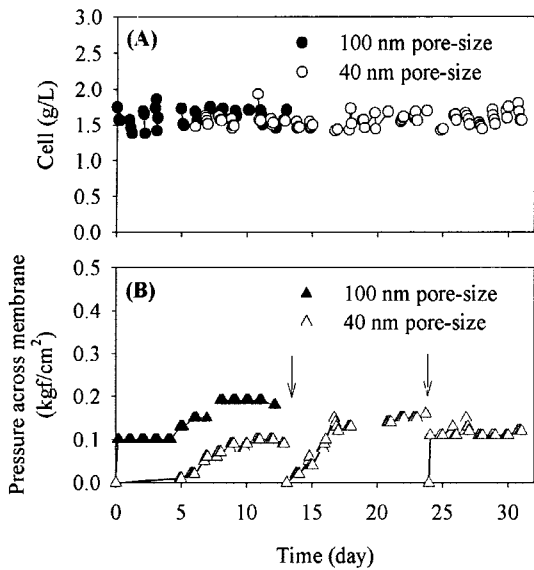 3.0
2.5
2.0
1.5
1.0
0.5
0.0
Cell (g/L)
(A)
100 nm pore-size
40 nm pore-size
0.5
0.4
0.3
0.2
0.1
0.0
Pressure across membrane
(kgf/cm²)
(B)
100 nm pore-size
40 nm pore-size
0 5 10 15 20 25 30
Time (day)